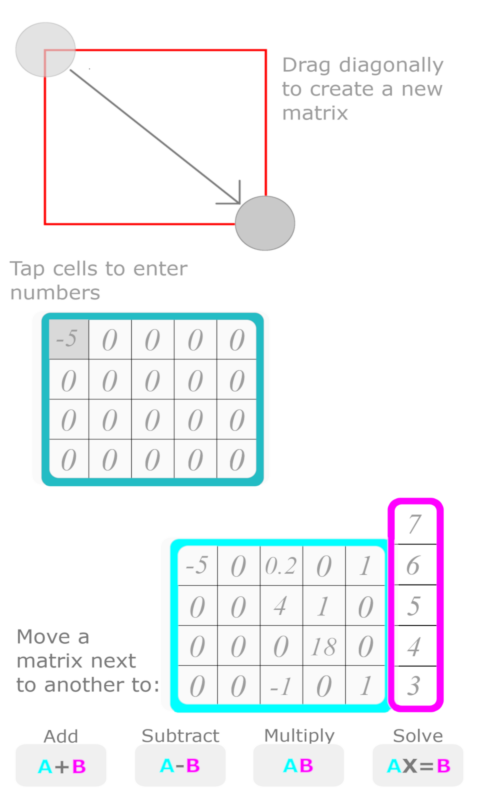 Drag diagonally
to create a new
matrix
Tap cells to enter
numbers
-5 0 0 0 0
0 0 0 0 0
0 0 0 0 0
0 0 0 0 0
7
-5 0 0.2 0 1 6
0 0 4 1 0 5
0 0 0 18 0 4
0 0 -1 0 1 3
Move a
matrix next
to another to:
Add Subtract Multiply Solve
A+B A-B AB AX=B